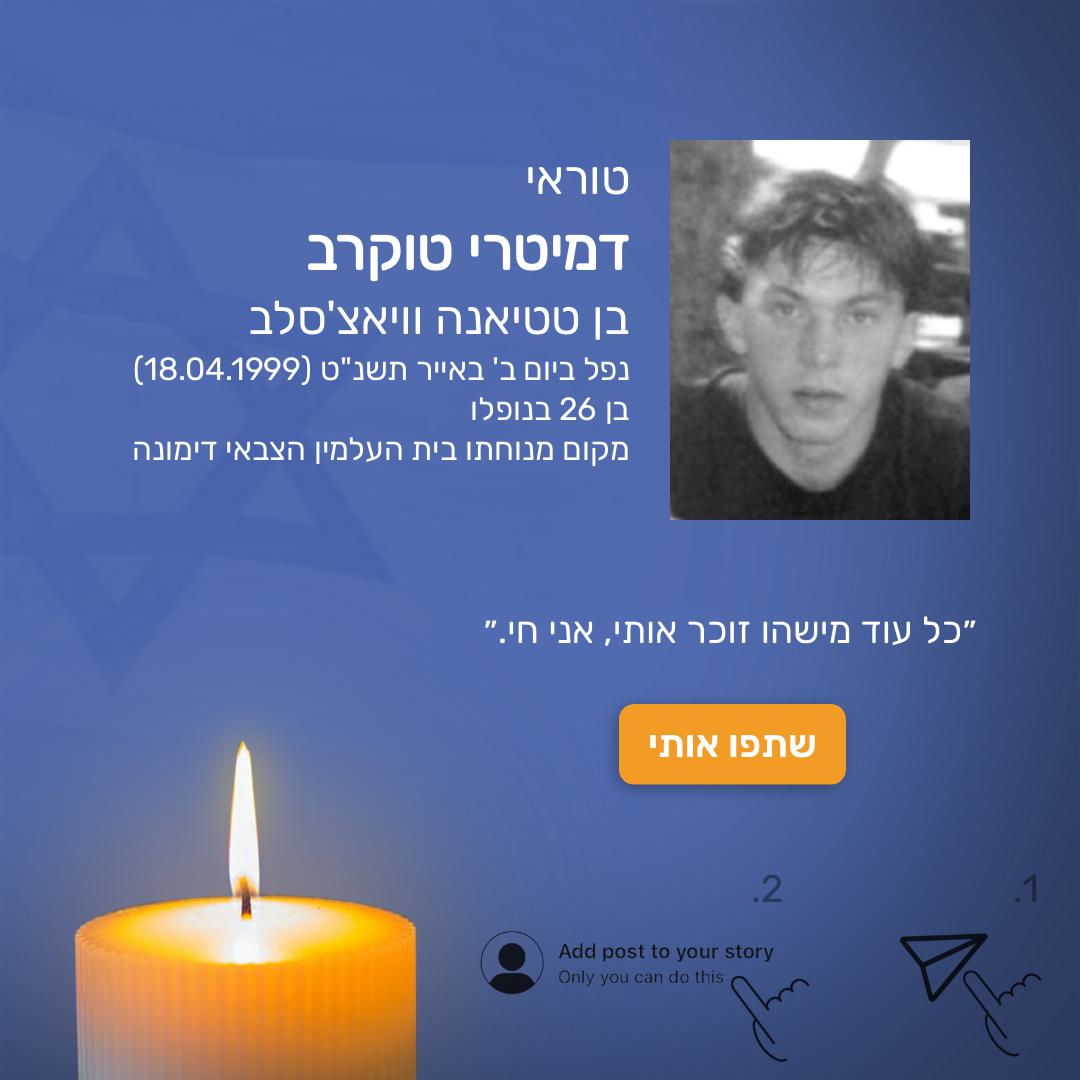 טוראי
דמיטרי טוקרב
בן טטיאנה וויאצ'סלב
נפל ביום ב' באייר תשנ"ט (18.04.1999)
בן 26 בנופלו
מקום מנוחתו בית העלמין הצבאי דימונה
״כל עוד מישהו זוכר אותי, אני חי.״
שתפו אותי
.1
.2
Add post to your story
Only you can do this